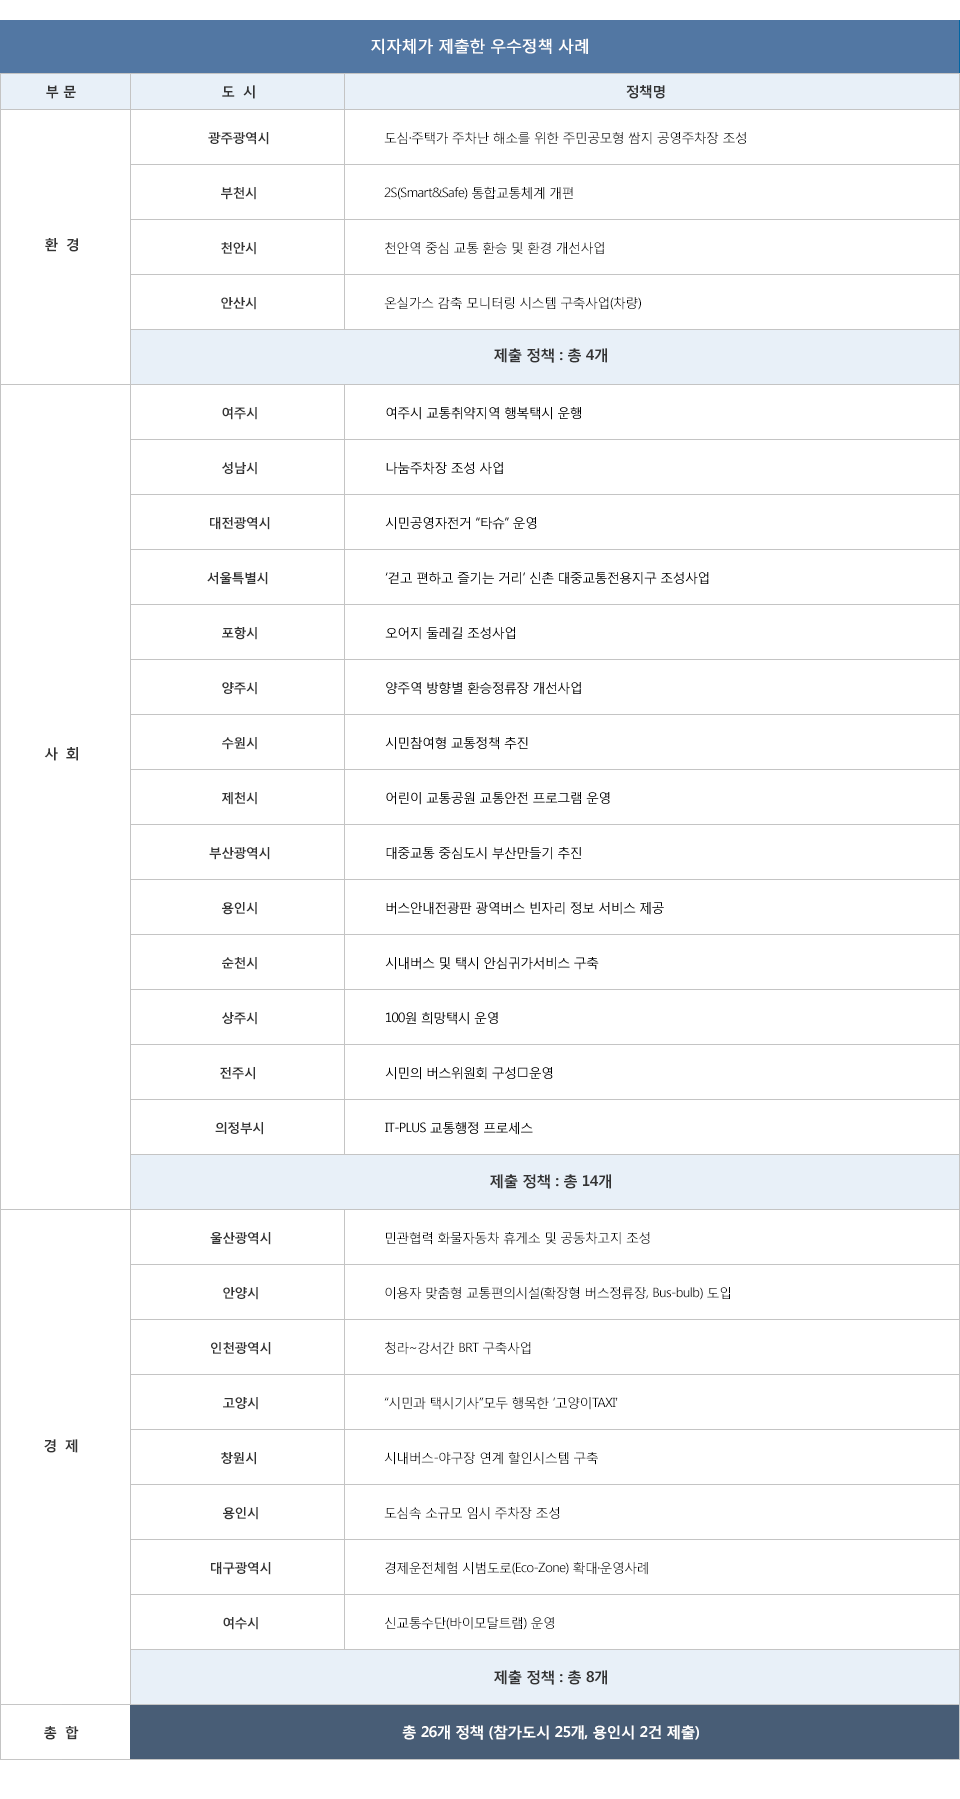 지자체가 제출한 우수정책 사례
부 문 도 시 정책명
환 경
광주광역시 도심·주택가 주차난 해소를 위한 주민공모형 쌈지 공영주차장 조성
부천시 2S(Smart&Safe) 통합교통체계 개편
천안시 천안역 중심 교통 환승 및 환경 개선사업
안산시 온실가스 감축 모니터링 시스템 구축사업(차량)
제출 정책 : 총 4개
사 회
여주시 여주시 교통취약지역 행복택시 운행
성남시 나눔주차장 조성 사업
대전광역시 시민공영자전거 “타슈” 운영
서울특별시 ‘걷고 편하고 즐기는 거리’ 신촌 대중교통전용지구 조성사업
포항시 오어지 둘레길 조성사업
양주시 양주역 방향별 환승정류장 개선사업
수원시 시민참여형 교통정책 추진
제천시 어린이 교통공원 교통안전 프로그램 운영
부산광역시 대중교통 중심도시 부산만들기 추진
용인시 버스안내전광판 광역버스 빈자리 정보 서비스 제공
순천시 시내버스 및 택시 안심귀가서비스 구축
상주시 100원 희망택시 운영
전주시 시민의 버스위원회 구성□운영
의정부시 IT-PLUS 교통행정 프로세스
제출 정책 : 총 14개
경 제
울산광역시 민관협력 화물자동차 휴게소 및 공동차고지 조성
안양시 이용자 맞춤형 교통편의시설(확장형 버스정류장, Bus-bulb) 도입
인천광역시 청라~강서간 BRT 구축사업
고양시 “시민과 택시기사”모두 행목한 ‘고양이TAXI’
창원시 시내버스-야구장 연계 할인시스템 구축
용인시 도심속 소규모 임시 주차장 조성
대구광역시 경제운전체험 시범도로(Eco-Zone) 확대·운영사례
여수시 신교통수단(바이모달트램) 운영
제출 정책 : 총 8개
총 합 총 26개 정책 (참가도시 25개, 용인시 2건 제출)